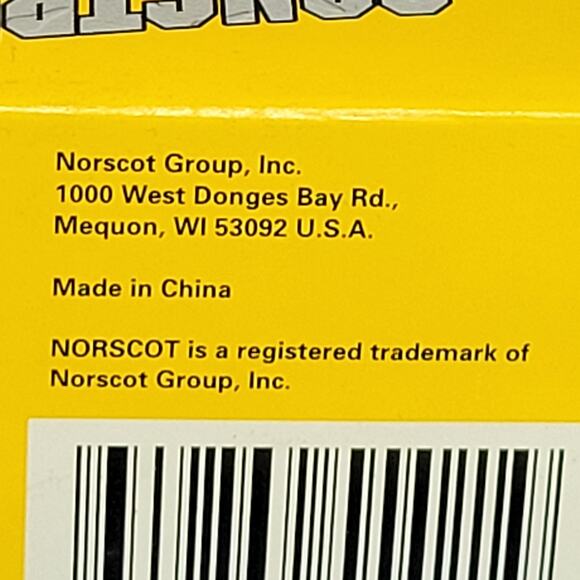 Norscot Group, Inc.
1000 West Donges Bay Rd.,
Mequon, WI 53092 U.S.A.
Made in China
NORSCOT is a registered trademark of
Norscot Group, Inc.